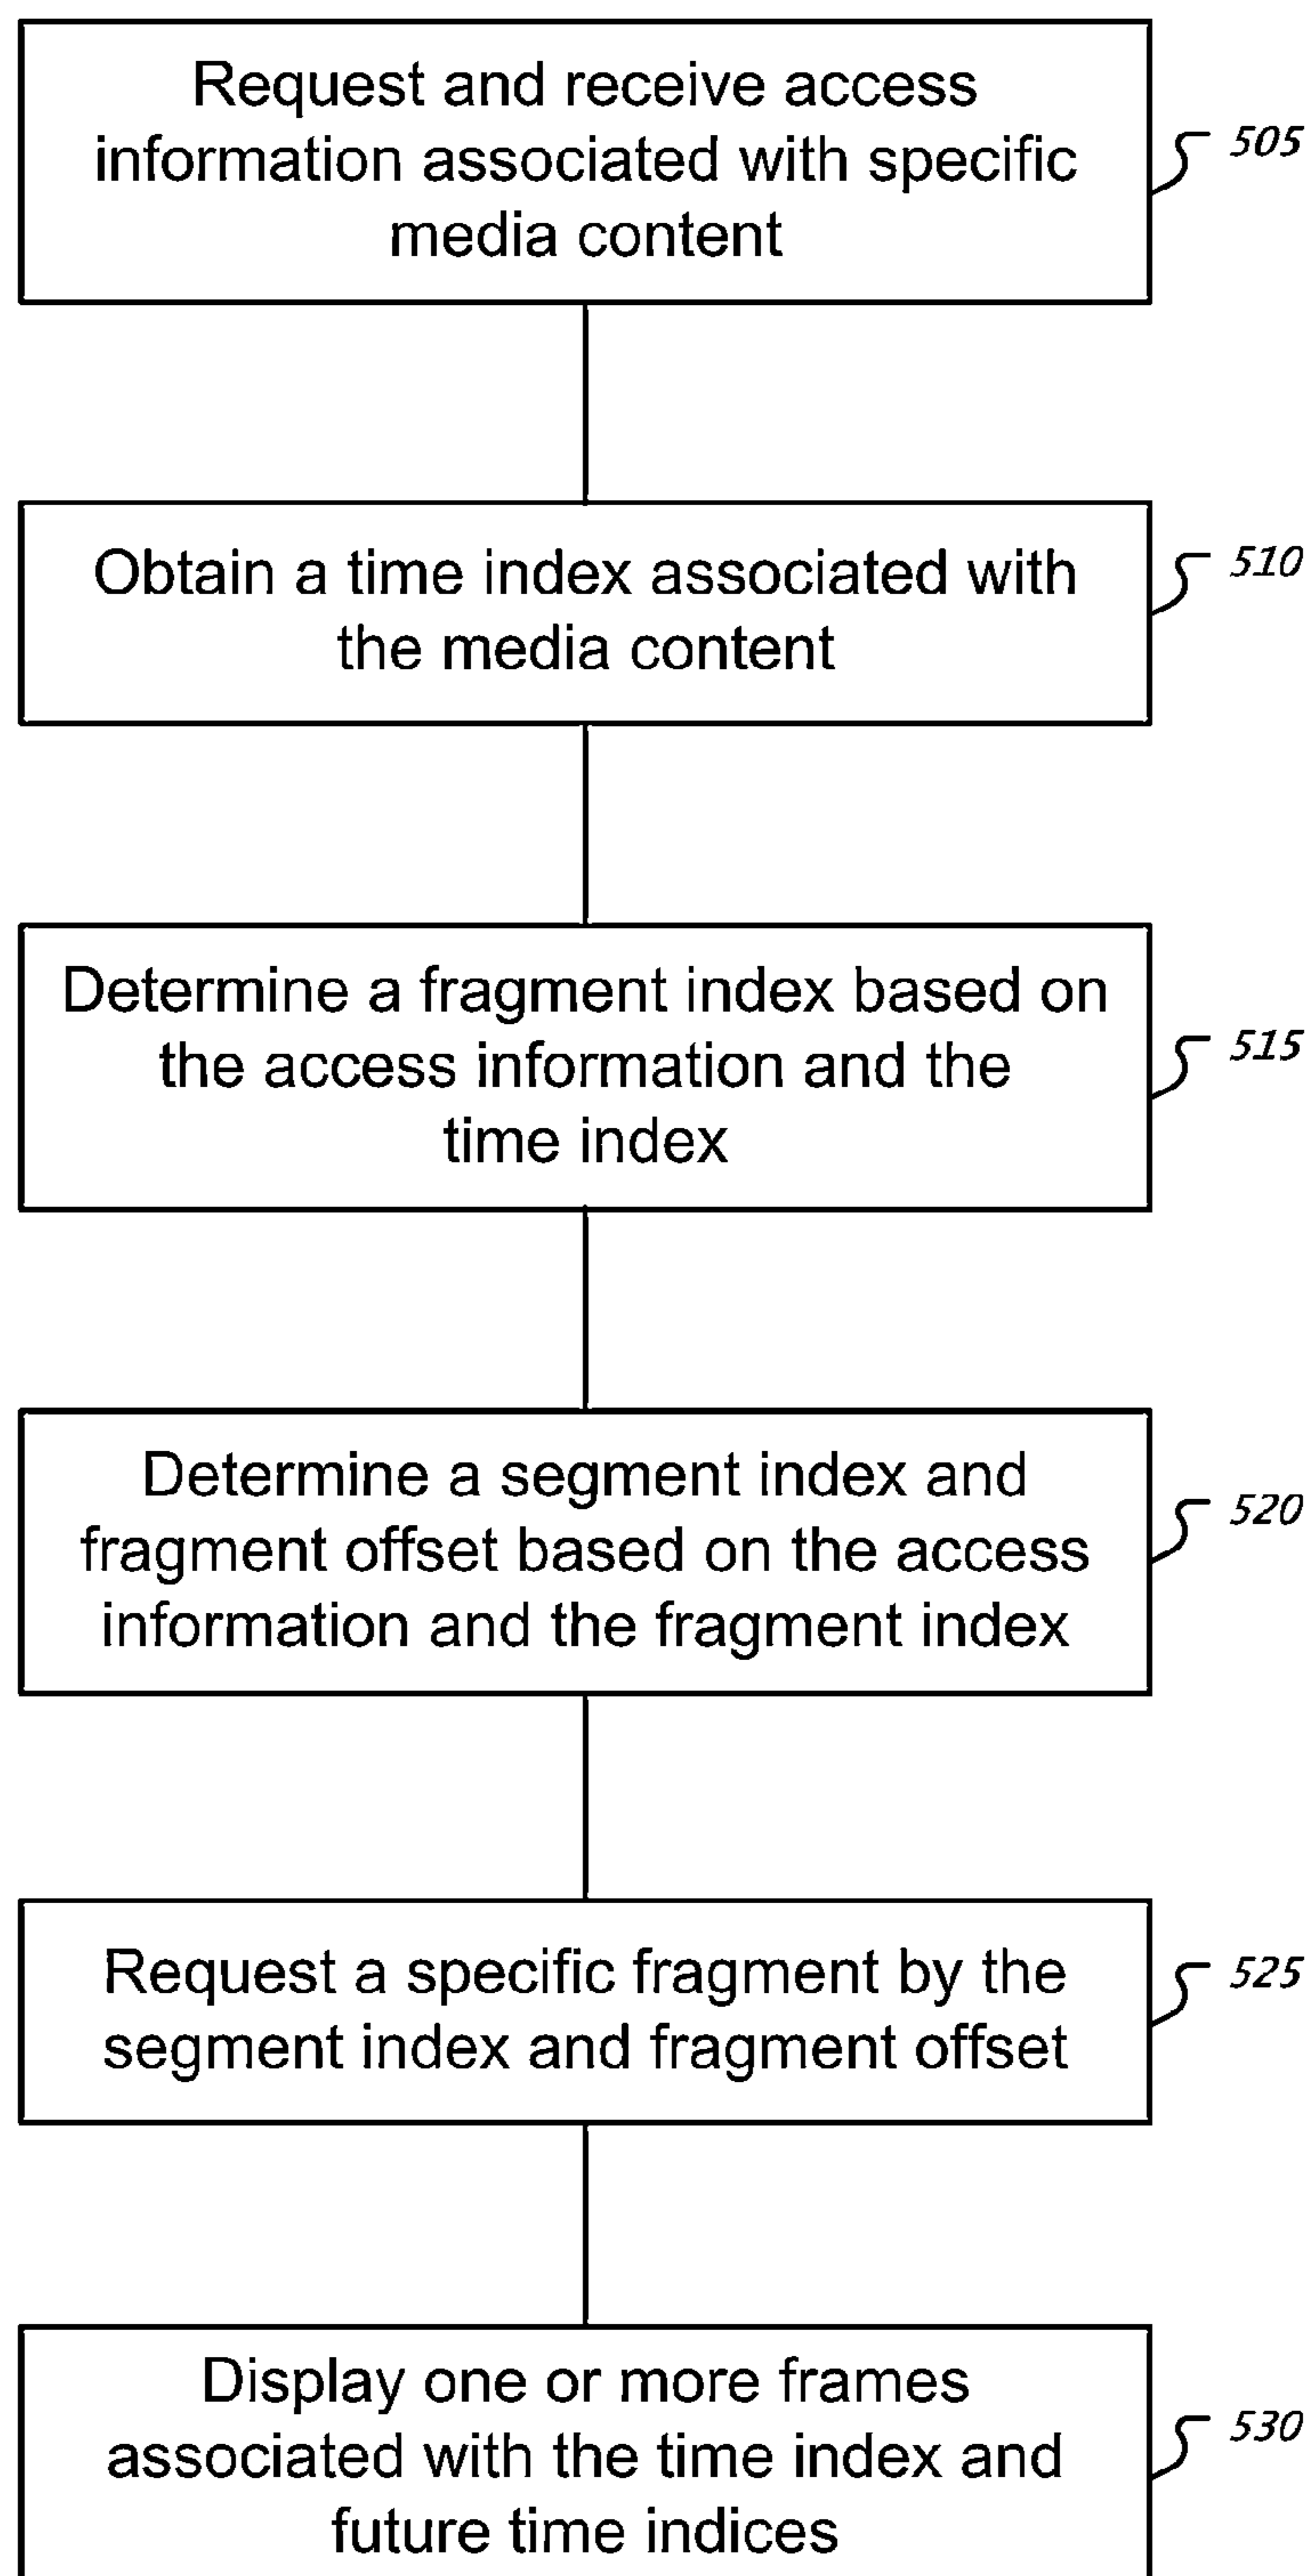 Request and receive access
information associated with specific
media content
505
Obtain a time index associated with
the media content
510
Determine a fragment index based on
the access information and the
time index
515
Determine a segment index and
fragment offset based on the access
information and the fragment index
520
Request a specific fragment by the
segment index and fragment offset
525
Display one or more frames
associated with the time index and
future time indices
530